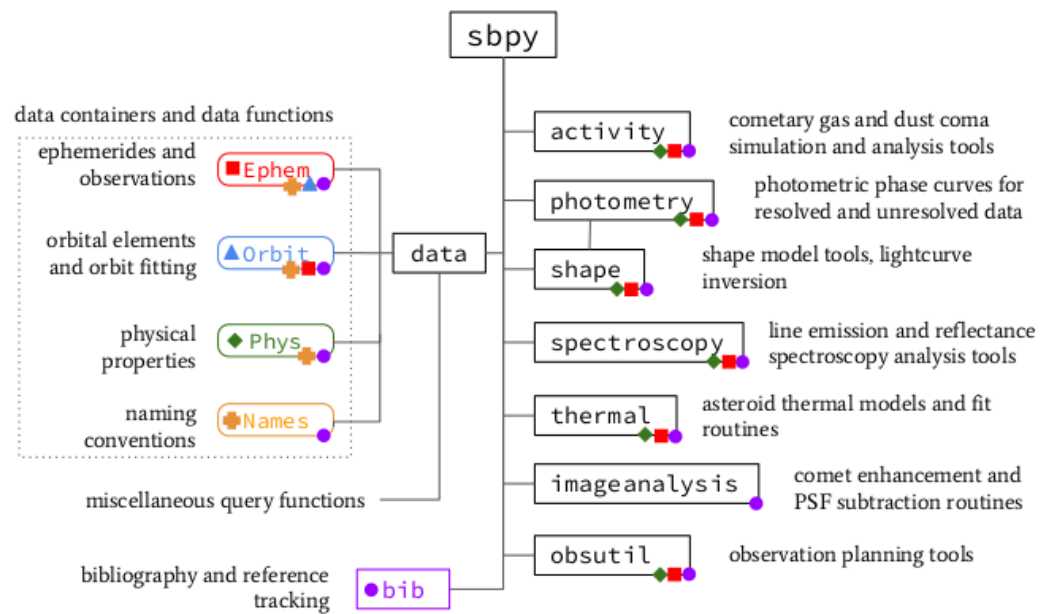 sbpy
data containers and data functions
ephemerides and
observations
Ephem
orbital elements
and orbit fitting
Orbit
physical
properties
Phys
naming
conventions
Names
data
miscellaneous query functions
bibliography and reference
tracking
bib
activity
cometary gas and dust coma
simulation and analysis tools
photometry
photometric phase curves for
resolved and unresolved data
shape
shape model tools, lightcurve
inversion
spectroscopy
line emission and reflectance
spectroscopy analysis tools
thermal
asteroid thermal models and fit
routines
imageanalysis
comet enhancement and
PSF subtraction routines
obsutil
observation planning tools